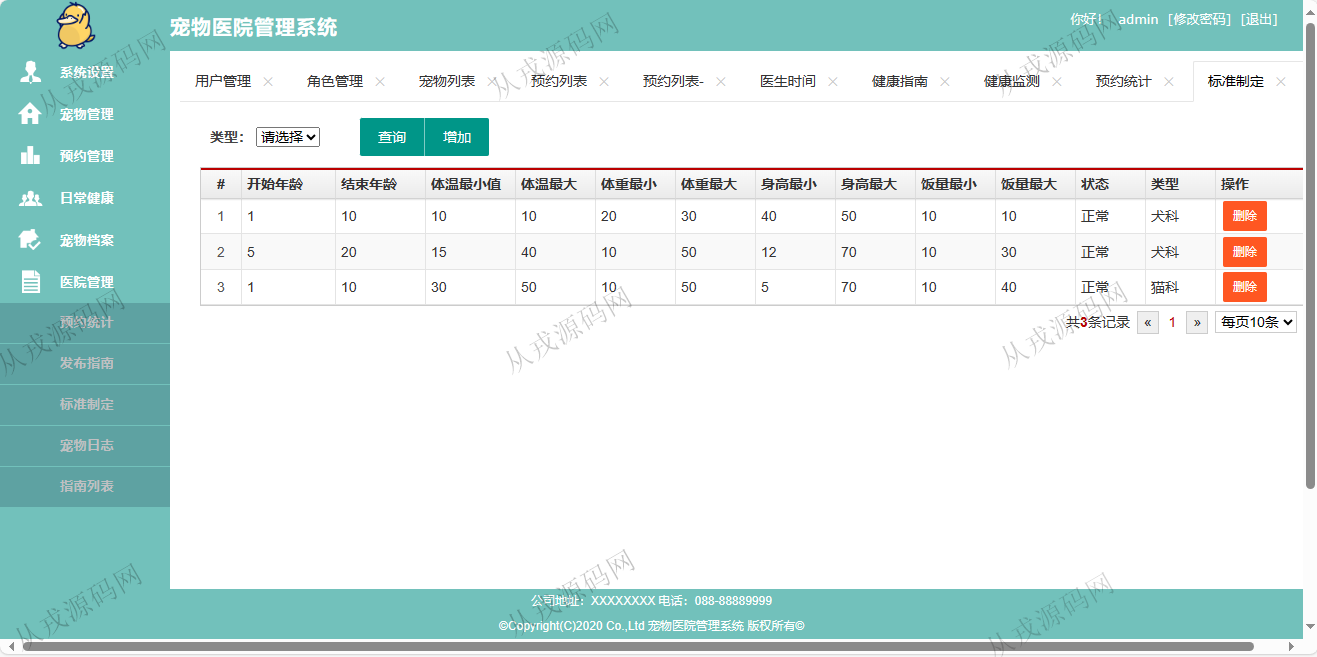 宠物医院管理系统
你好！ admin [修改密码] [退出]
系统设置
宠物管理
预约管理
日常健康
宠物档案
医院管理
预约统计
发布指南
标准制定
宠物日志
指南列表
用户管理 × 角色管理 × 宠物列表 × 预约列表 × 预约列表- × 医生时间 × 健康指南 × 健康监测 × 预约统计 × 标准制定 ×
类型： 请选择 查询 增加
# 开始年龄 结束年龄 体温最小值 体温最大 体重最小 体重最大 身高最小 身高最大 饭量最小 饭量最大 状态 类型 操作
1 1 10 10 10 20 30 40 50 10 10 正常 犬科 删除
2 5 20 15 40 10 50 12 70 10 30 正常 犬科 删除
3 1 10 30 50 10 50 5 70 10 40 正常 猫科 删除
共3条记录 « 1 » 每页10条
公司地址：XXXXXXXX 电话：088-88889999
©Copyright(C)2020 Co.,Ltd 宠物医院管理系统 版权所有©
从戎源码网
从戎源码网
从戎源码网
从戎源码网
从戎源码网
从戎源码网
从戎源码网
从戎源码网
从戎源码网